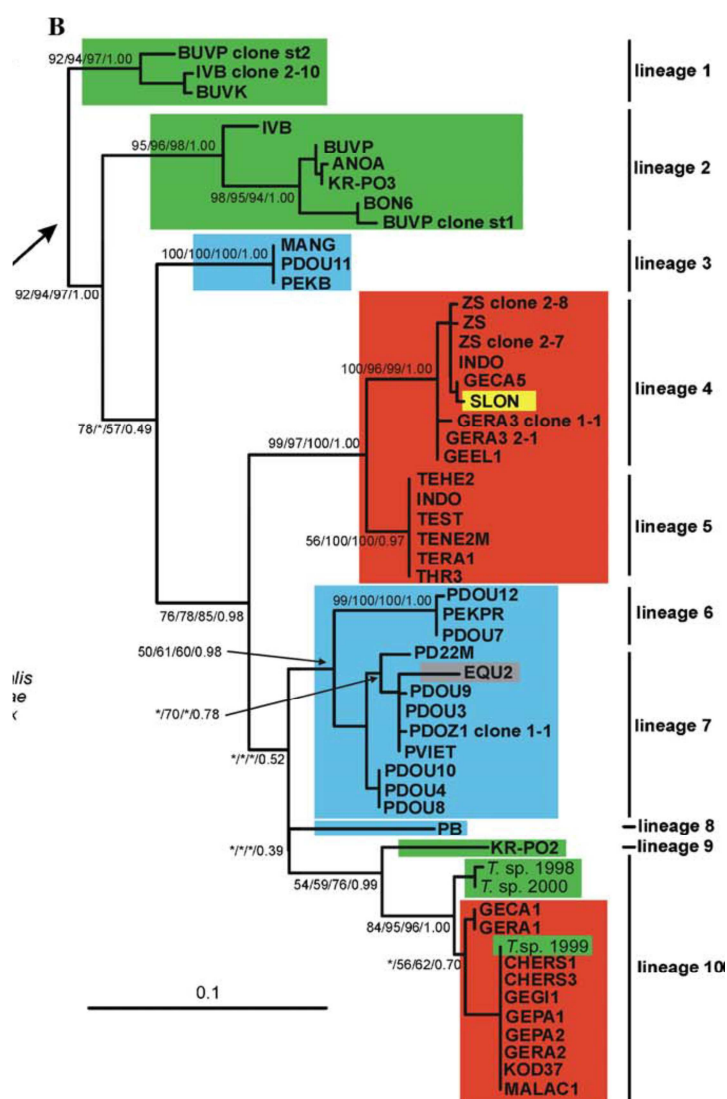 B
92/94/97/1.00
BUVP clone st2
IVB clone 2-10
BUVK
lineage 1
95/96/98/1.00
IVB
BUVP
ANOA
KR-PO3
98/95/94/1.00
BON6
BUVP clone st1
lineage 2
100/100/100/1.00
MANG
PDOU11
PEKB
lineage 3
92/94/97/1.00
ZS clone 2-8
ZS
ZS clone 2-7
INDO
100/96/99/1.00
GECA5
SLON
GERA3 clone 1-1
GERA3 2-1
GEEL1
lineage 4
78/*/57/0.49
99/97/100/1.00
TEHE2
INDO
TEST
TENE2M
56/100/100/0.97
TERA1
THR3
lineage 5
99/100/100/1.00
PDOU12
PEKPR
PDOU7
lineage 6
76/78/85/0.98
50/61/60/0.98
PD22M
EQU2
PDOU9
PDOU3
PDOZ1 clone 1-1
PVIET
PDOU10
PDOU4
PDOU8
lineage 7
alis
ae
x
*/70/*/0.78
*/*/*/0.52
PB
lineage 8
*/*/*/0.39
KR-PO2
lineage 9
54/59/76/0.99
T. sp. 1998
T. sp. 2000
84/95/96/1.00
GECA1
GERA1
*/56/62/0.70
T.sp. 1999
CHERS1
CHERS3
GEGI1
GEPA1
GEPA2
GERA2
KOD37
MALAC1
lineage 10
0.1